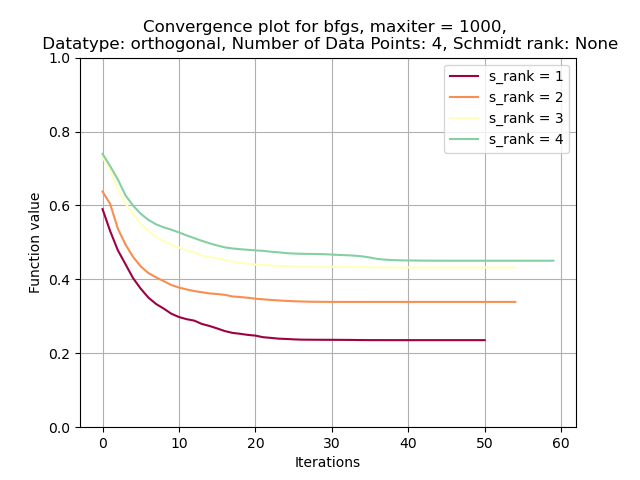 Convergence plot for bfgs, maxiter = 1000,
Datatype: orthogonal, Number of Data Points: 4, Schmidt rank: None
s_rank = 1
s_rank = 2
s_rank = 3
s_rank = 4
Function value
1.0
0.8
0.6
0.4
0.2
0.0
0 10 20 30 40 50 60
Iterations